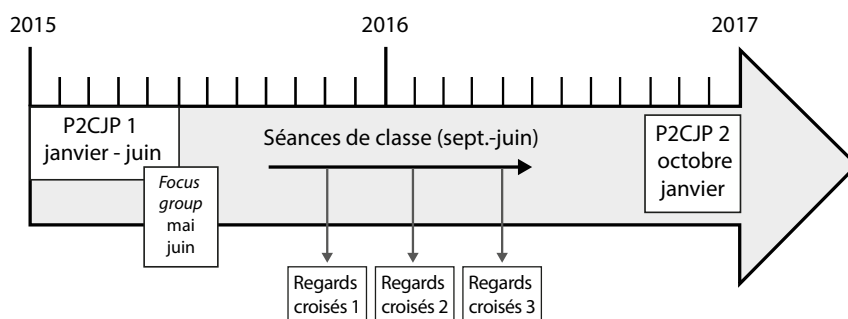 2015
2016
2017
P2CJP 1
janvier - juin
Focus
group
mai
juin
Séances de classe (sept.-juin)
P2CJP 2
octobre
janvier
Regards
croisés 1
Regards
croisés 2
Regards
croisés 3